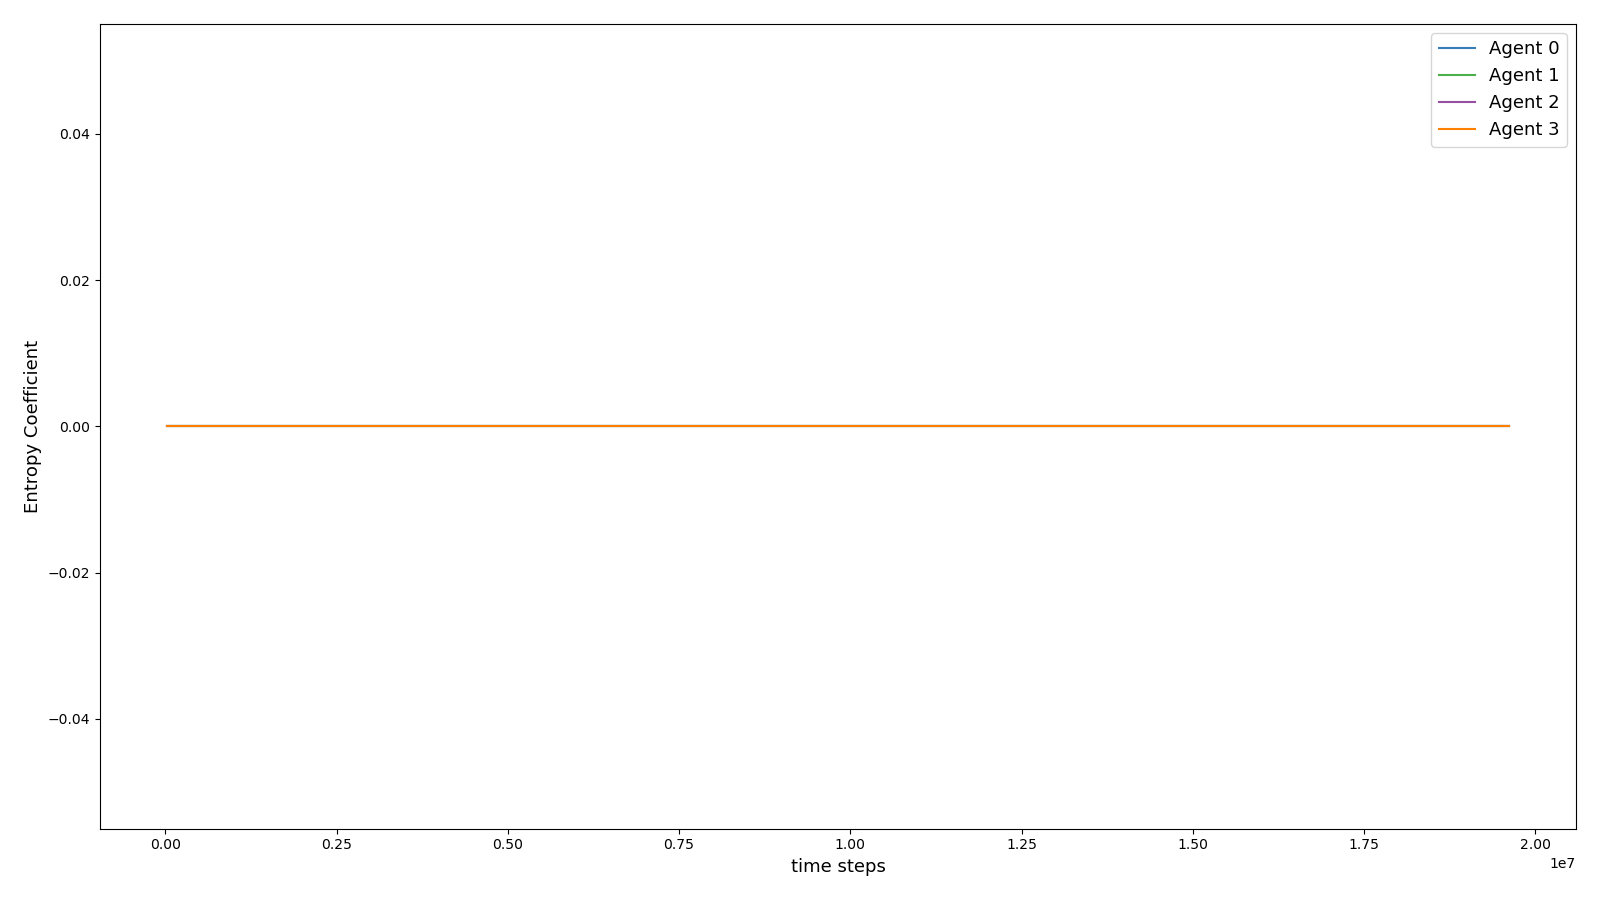 Agent 0
Agent 1
Agent 2
Agent 3
Entropy Coefficient
0.04
0.02
0.00
−0.02
−0.04
0.00 0.25 0.50 0.75 1.00 1.25 1.50 1.75 2.00
1e7
time steps